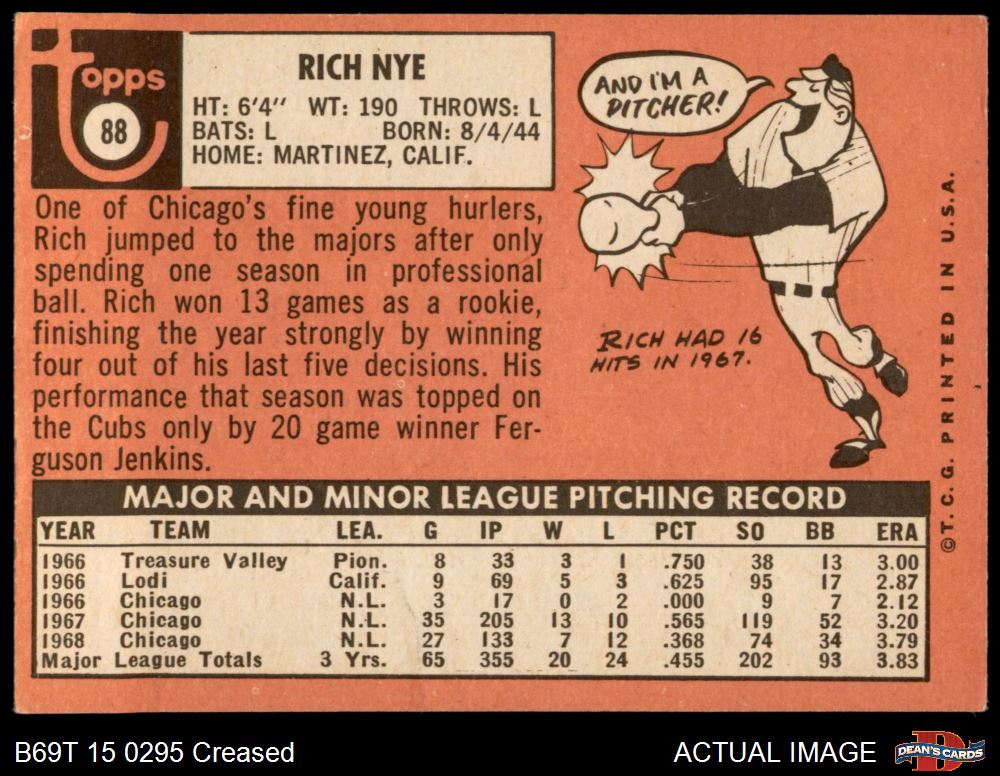 topps
88
RICH NYE
HT: 6'4" WT: 190 THROWS: L
BATS: L BORN: 8/4/44
HOME: MARTINEZ, CALIF.
One of Chicago's fine young hurlers,
Rich jumped to the majors after only
spending one season in professional
ball. Rich won 13 games as a rookie,
finishing the year strongly by winning
four out of his last five decisions. His
performance that season was topped on
the Cubs only by 20 game winner Fer-
guson Jenkins.
AND I'M A
PITCHER!
RICH HAD 16
HITS IN 1967.
©T. C. G. PRINTED IN U.S.A.
MAJOR AND MINOR LEAGUE PITCHING RECORD
YEAR TEAM LEA. G IP W L PCT SO BB ERA
1966 Treasure Valley Pion. 8 33 3 1 .750 38 13 3.00
1966 Lodi Calif. 9 69 5 3 .625 95 17 2.87
1966 Chicago N.L. 3 17 0 2 .000 9 7 2.12
1967 Chicago N.L. 35 205 13 10 .565 119 52 3.20
1968 Chicago N.L. 27 133 7 12 .368 74 34 3.79
Major League Totals 3 Yrs. 65 355 20 24 .455 202 93 3.83
B69T 15 0295 Creased
ACTUAL IMAGE
D
DEAN'S CARDS